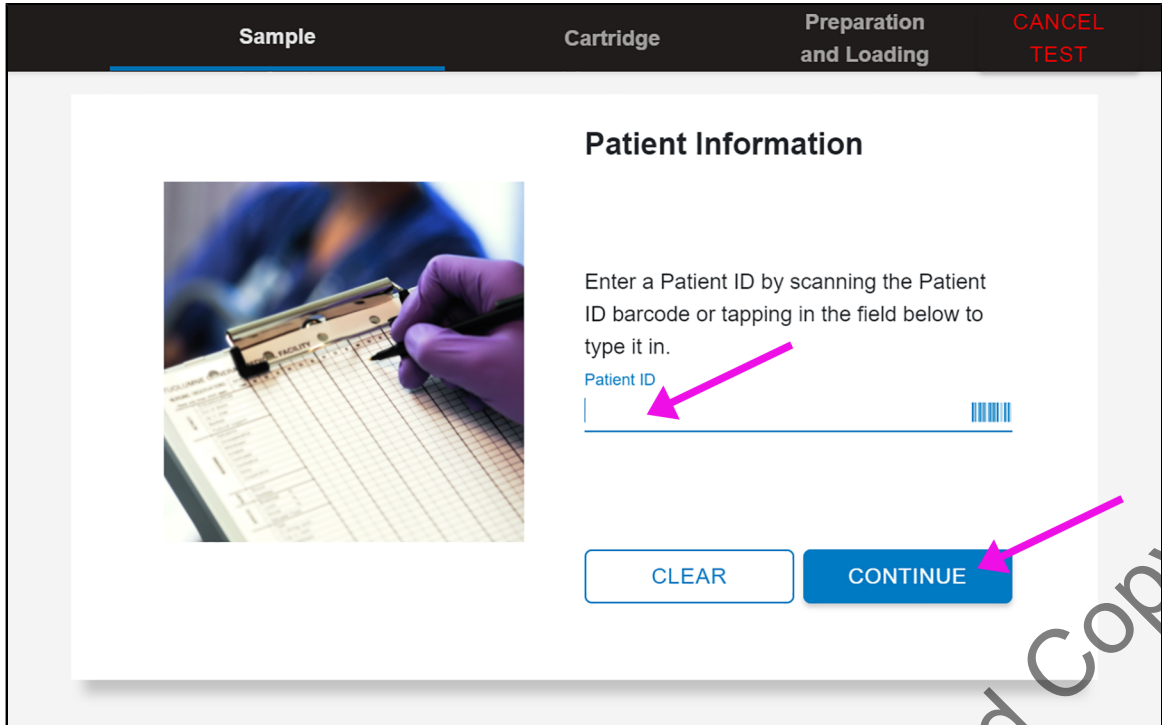 Sample
Cartridge
Preparation
and Loading
CANCEL
TEST
Patient Information
Enter a Patient ID by scanning the Patient
ID barcode or tapping in the field below to
type it in.
Patient ID
CLEAR
CONTINUE
FACILITY